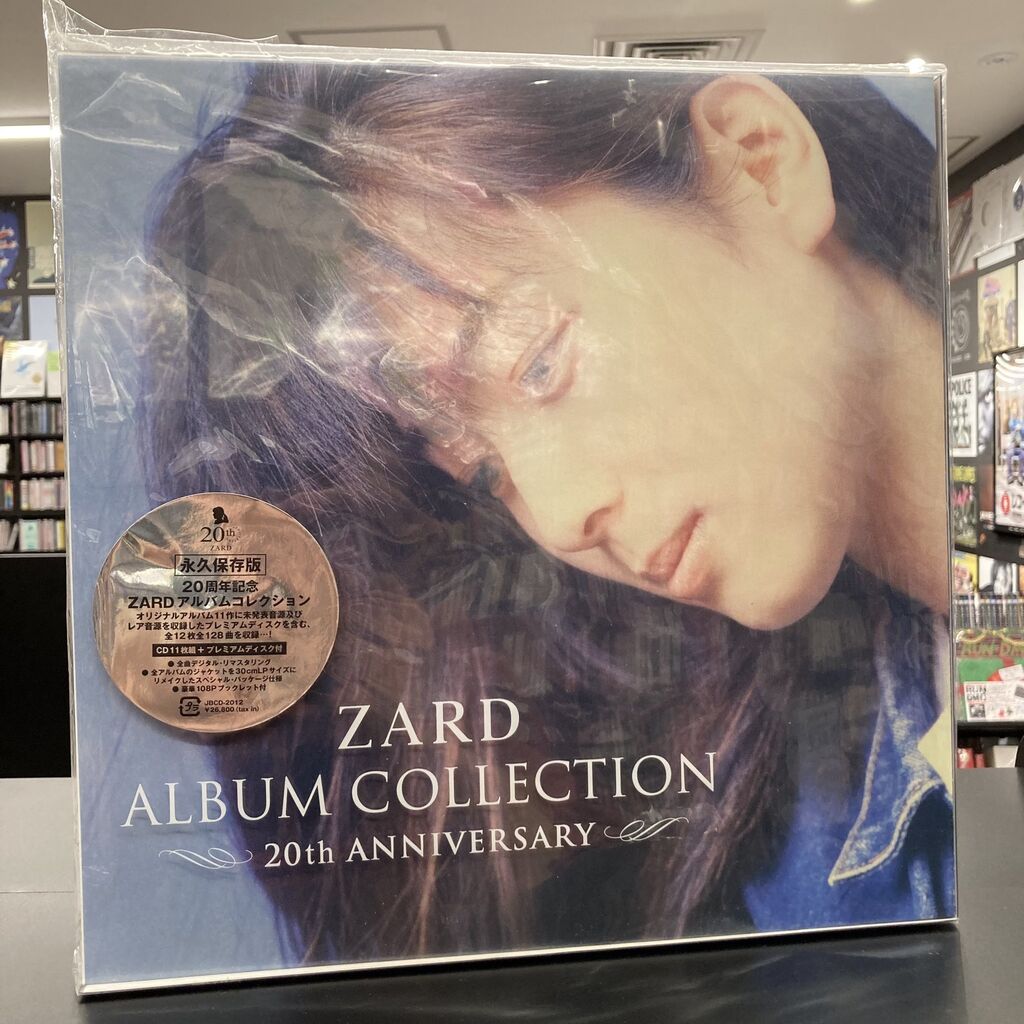 20th
ZARD
永久保存版
20周年記念
ZARDアルバムコレクション
オリジナルアルバム11作に未発表音源及び
レア音源を収録したプレミアムディスクを含む、
全12枚全128曲を収録…!
CD11枚組+プレミアムディスク付
●全曲デジタル・リマスタリング
●全アルバムのジャケットを30cmLPサイズに
リメイクしたスペシャル・パッケージ仕様
●豪華108Pブックレット付
プラ
JBCD-2012
¥26,800(tax in)
ZARD
ALBUM COLLECTION
20th ANNIVERSARY
POLICE